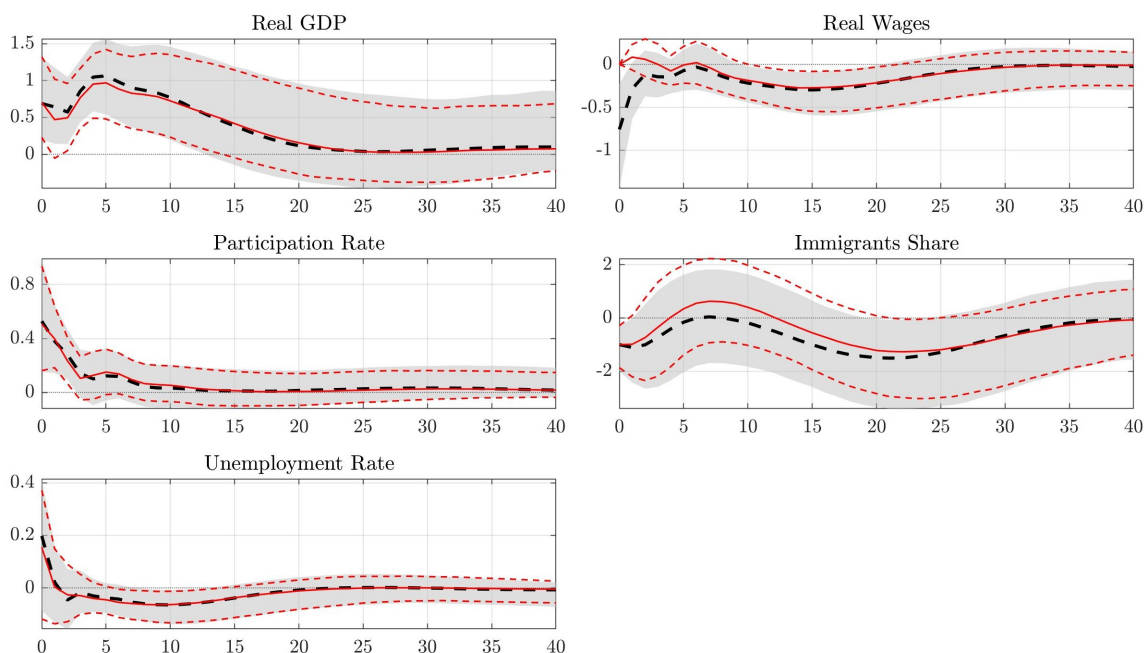 Real GDP
1.5
1
0.5
0
0 5 10 15 20 25 30 35 40
Real Wages
0
-0.5
-1
0 5 10 15 20 25 30 35 40
Participation Rate
0.8
0.4
0
0 5 10 15 20 25 30 35 40
Immigrants Share
2
0
-2
0 5 10 15 20 25 30 35 40
Unemployment Rate
0.4
0.2
0
0 5 10 15 20 25 30 35 40